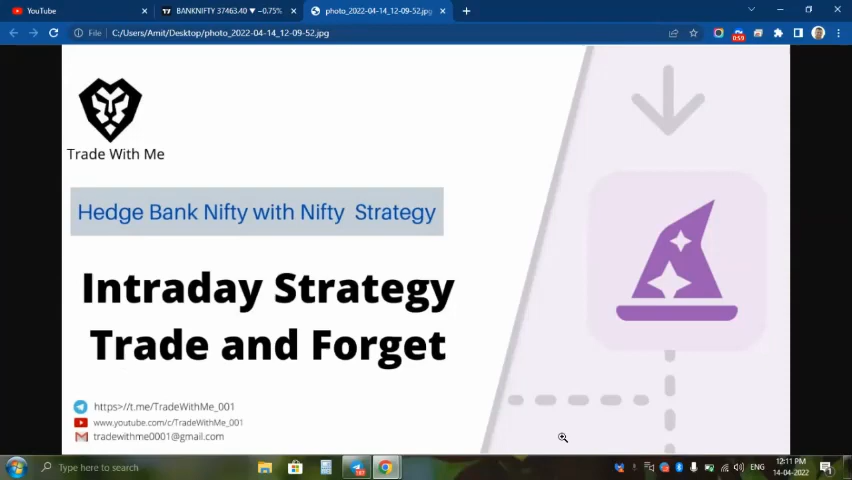 YouTube
BANKNIFTY 37463.40 ▼ −0.75%
photo_2022-04-14_12-09-52.jpg
File
C:/Users/Amit/Desktop/photo_2022-04-14_12-09-52.jpg
0:59
Trade With Me
Hedge Bank Nifty with Nifty Strategy
Intraday Strategy
Trade and Forget
https>//t.me/TradeWithMe_001
www.youtube.com/c/TradeWithMe_001
tradewithme0001@gmail.com
Type here to search
ENG
12:11 PM
14-04-2022